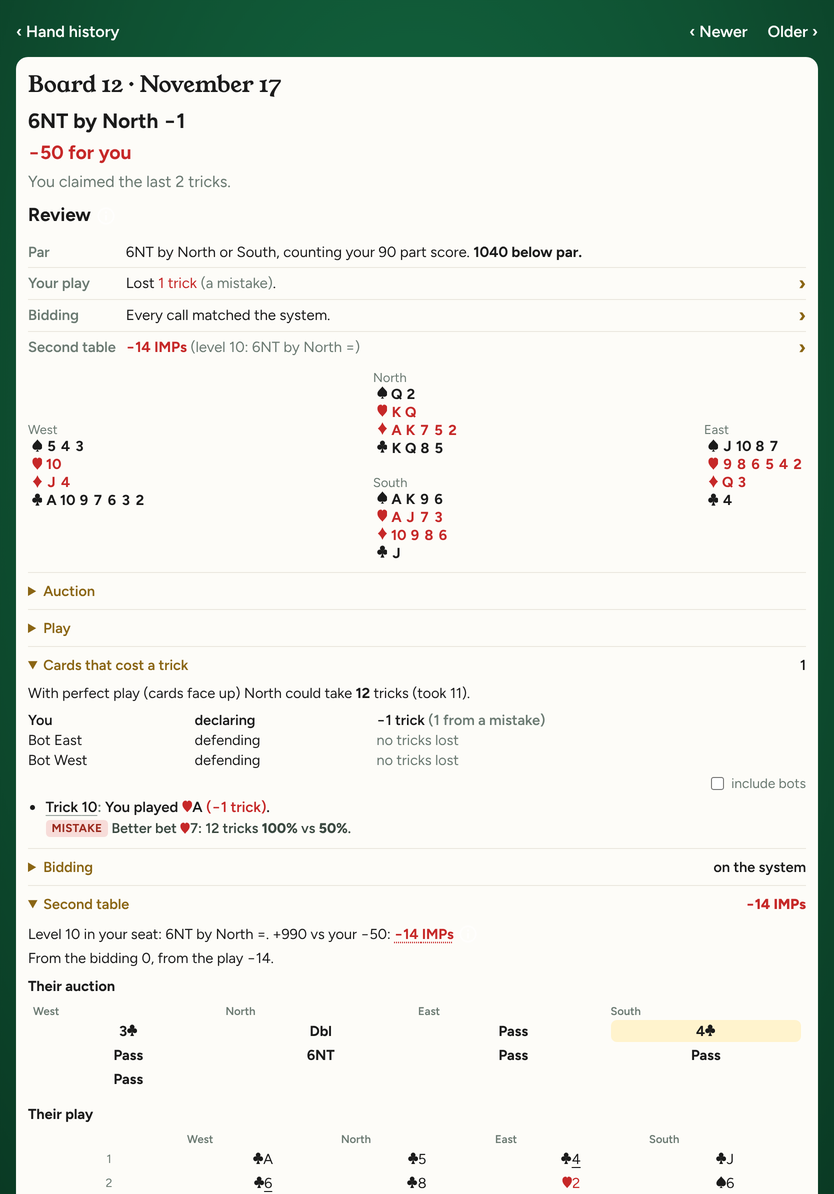 ‹ Hand history ‹ Newer Older ›
Board 12 · November 17
6NT by North −1
−50 for you
You claimed the last 2 tricks.
Review
Par 6NT by North or South, counting your 90 part score. 1040 below par.
Your play Lost 1 trick (a mistake). ›
Bidding Every call matched the system. ›
Second table −14 IMPs (level 10: 6NT by North =) ›
North
♠ Q 2
♥ K Q
♦ A K 7 5 2
♣ K Q 8 5
West
♠ 5 4 3
♥ 10
♦ J 4
♣ A 10 9 7 6 3 2
East
♠ J 10 8 7
♥ 9 8 6 5 4 2
♦ Q 3
♣ 4
South
♠ A K 9 6
♥ A J 7 3
♦ 10 9 8 6
♣ J
▶ Auction
▶ Play
▼ Cards that cost a trick 1
With perfect play (cards face up) North could take 12 tricks (took 11).
You declaring −1 trick (1 from a mistake)
Bot East defending no tricks lost
Bot West defending no tricks lost
include bots
• Trick 10: You played ♥A (−1 trick).
MISTAKE Better bet ♥7: 12 tricks 100% vs 50%.
▶ Bidding on the system
▼ Second table −14 IMPs
Level 10 in your seat: 6NT by North =. +990 vs your −50: −14 IMPs
From the bidding 0, from the play −14.
Their auction
West North East South
3♣ Dbl Pass 4♣
Pass 6NT Pass Pass
Pass
Their play
West North East South
1 ♣A ♣5 ♣4 ♣J
2 ♣6 ♣8 ♥2 ♠6